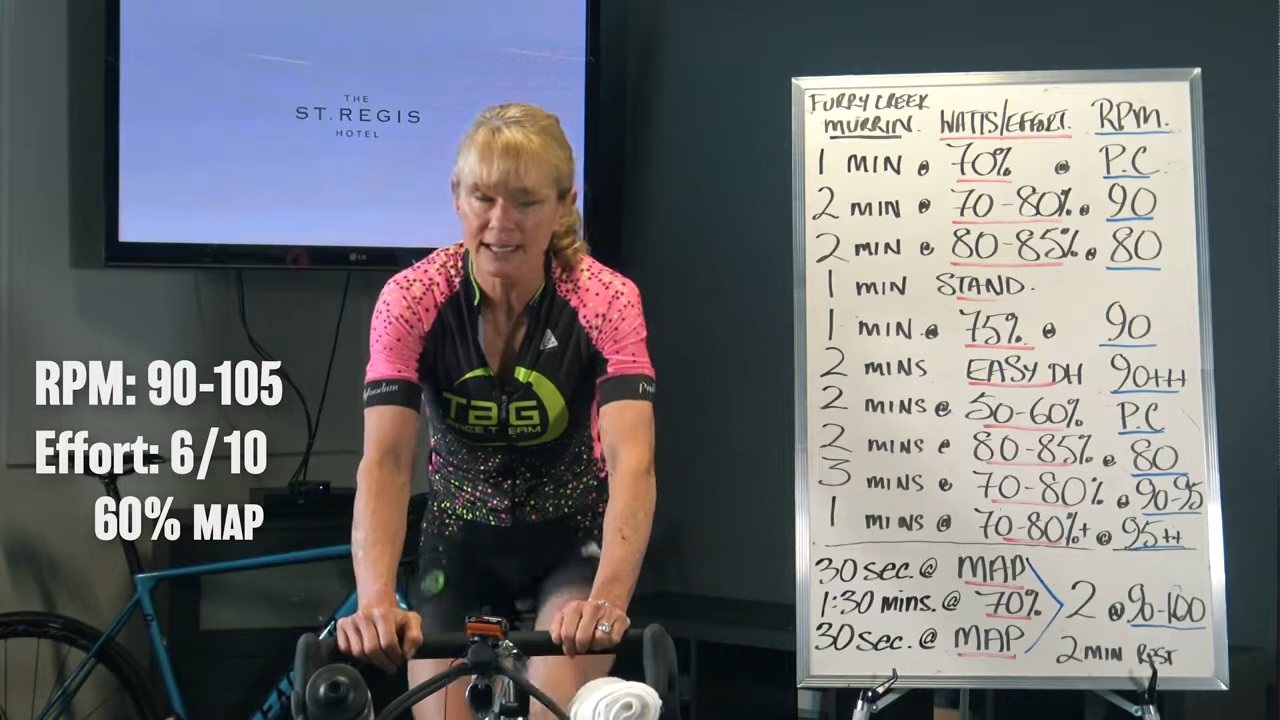 THE
ST. REGIS
HOTEL
RPM: 90-105
Effort: 6/10
60% MAP
TaG
RACE TEAM
LG
FURRY CREEK
MURRIN. WATTS/EFFORT. RPM.
1 MIN @ 70% @ P.C
2 MIN @ 70-80% @ 90
2 MIN @ 80-85% @ 80
1 MIN STAND.
1 MIN @ 75% @ 90
2 MINS EASY DH 90+++
2 MINS @ 50-60% P.C
2 MINS @ 80-85% @ 80
3 MINS @ 70-80% @ 90-95
1 MINS @ 70-80%+ @ 95++
30 SEC. @ MAP
1:30 mins. @ 70% 2 @ 90-100
30 SEC. @ MAP 2 MIN REST